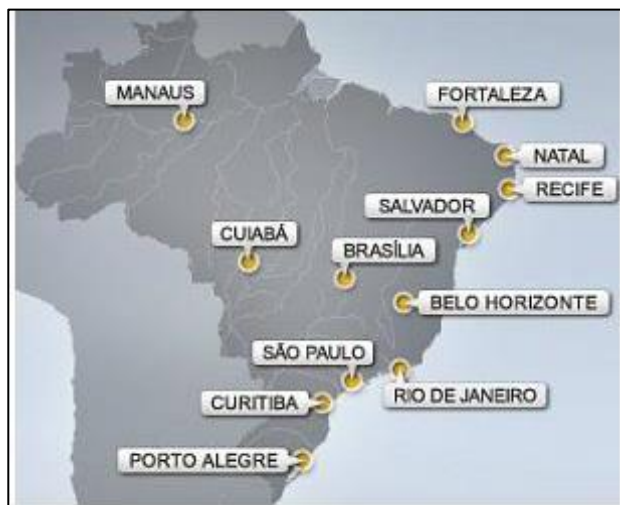 MANAUS
FORTALEZA
NATAL
RECIFE
SALVADOR
CUIABÁ
BRASÍLIA
BELO HORIZONTE
SÃO PAULO
RIO DE JANEIRO
CURITIBA
PORTO ALEGRE